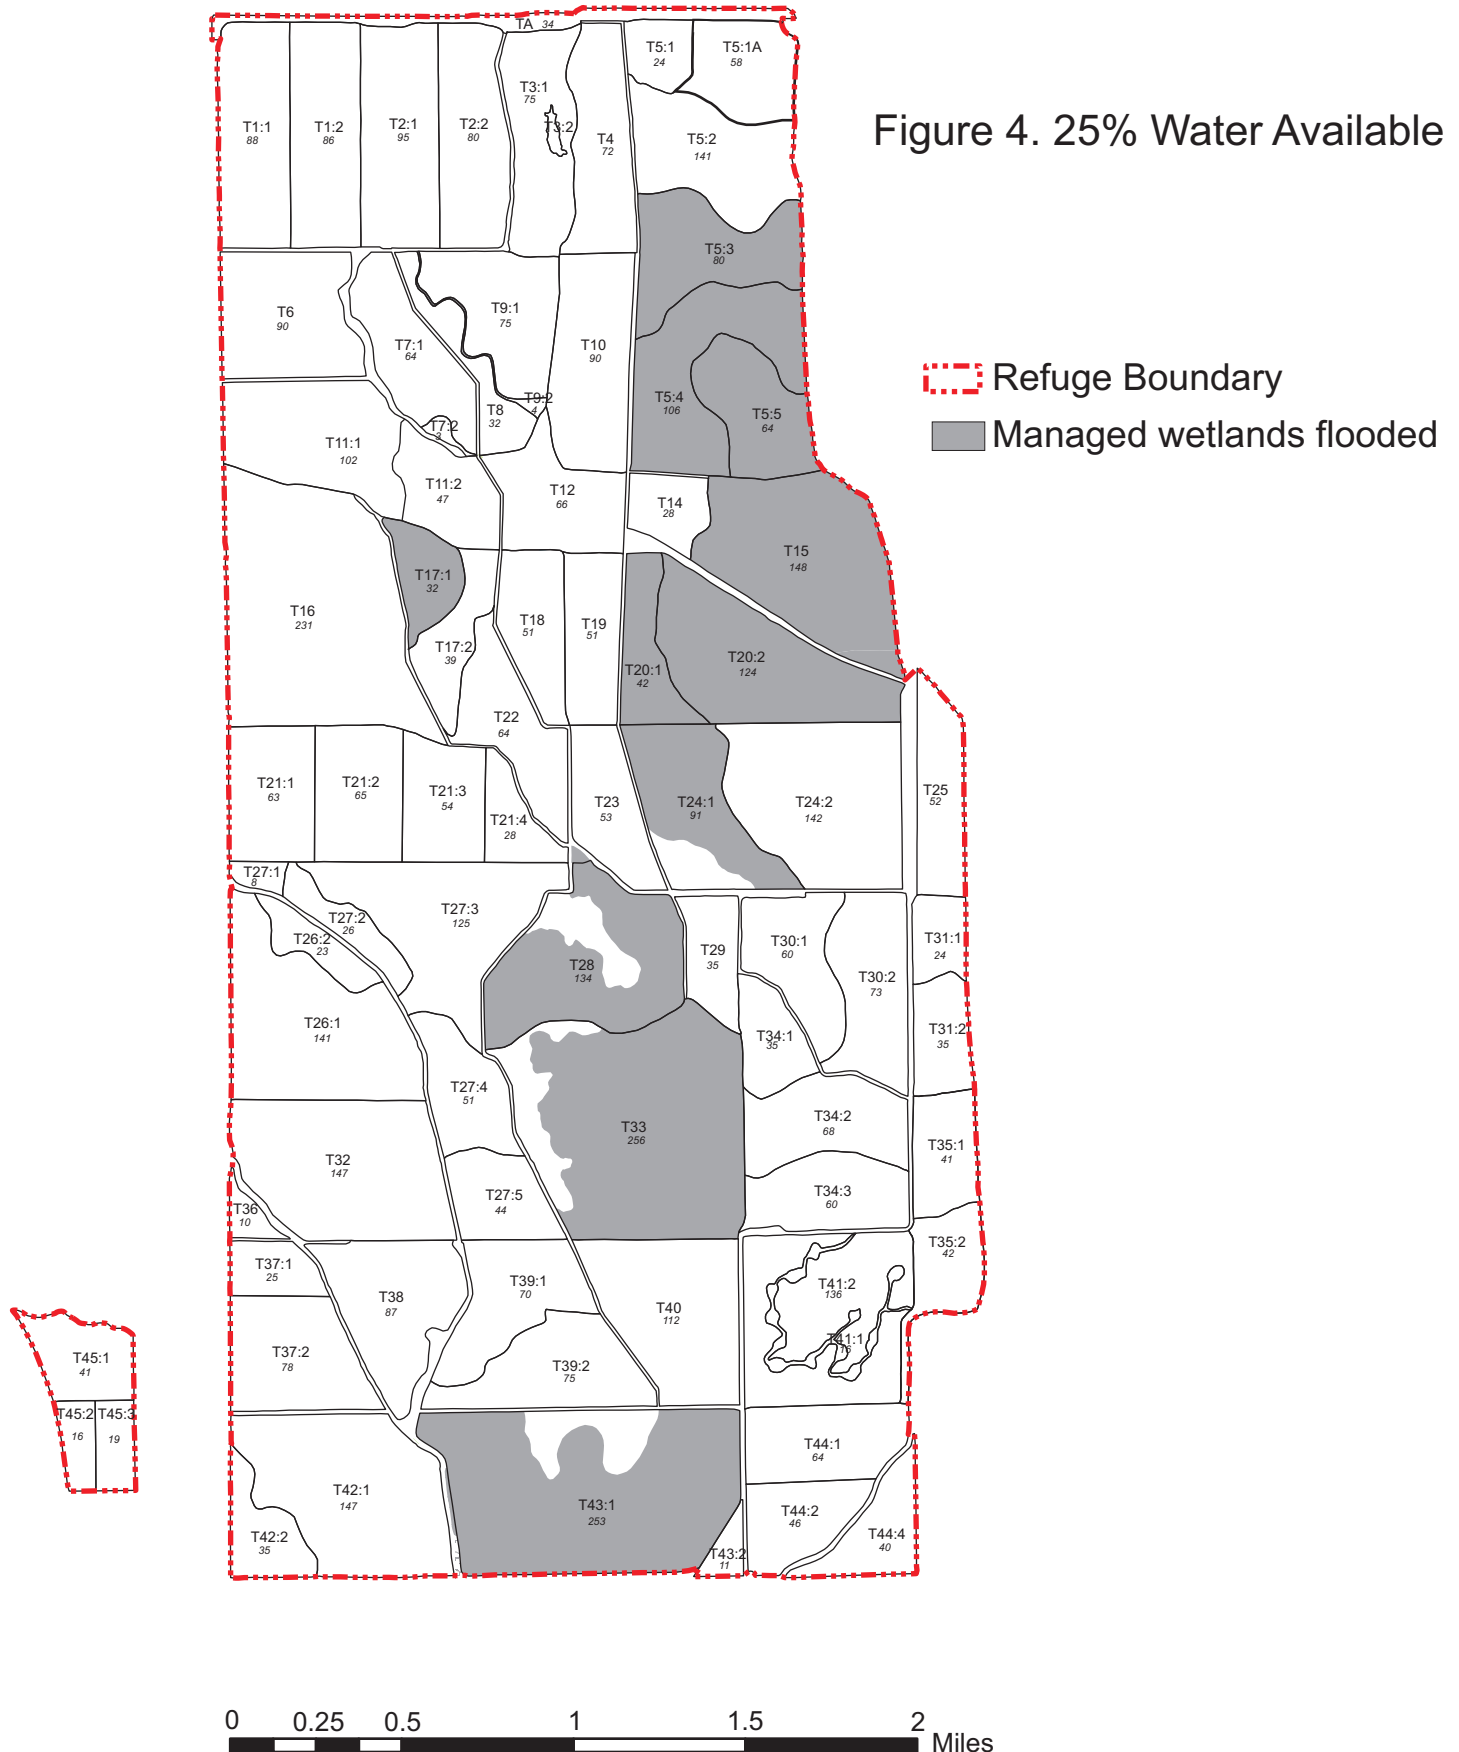 TA 34
T5:1
24
T5:1A
58
T3:1
75
T1:1
88
T1:2
86
T2:1
95
T2:2
80
T3:2
T4
72
T5:2
141
Figure 4. 25% Water Available
T5:3
80
T6
90
T9:1
75
T7:1
64
T10
90
Refuge Boundary
T5:4
106
T5:5
64
T9:2
4
T8
32
T7:2
3
Managed wetlands flooded
T11:1
102
T11:2
47
T12
66
T14
28
T15
148
T17:1
32
T16
231
T18
51
T19
51
T17:2
39
T20:1
42
T20:2
124
T22
64
T21:1
63
T21:2
65
T21:3
54
T21:4
28
T23
53
T24:1
91
T24:2
142
T25
52
T27:1
8
T27:2
26
T27:3
125
T26:2
23
T28
134
T29
35
T30:1
60
T30:2
73
T31:1
24
T26:1
141
T34:1
35
T31:2
35
T27:4
51
T33
256
T34:2
68
T35:1
41
T32
147
T27:5
44
T34:3
60
T36
10
T35:2
42
T37:1
25
T38
87
T39:1
70
T40
112
T41:2
136
T41:1
16
T37:2
78
T39:2
75
T45:1
41
T45:2
16
T45:3
19
T44:1
64
T42:1
147
T43:1
253
T44:2
46
T42:2
35
T43:2
11
T44:4
40
0 0.25 0.5 1 1.5 2
Miles